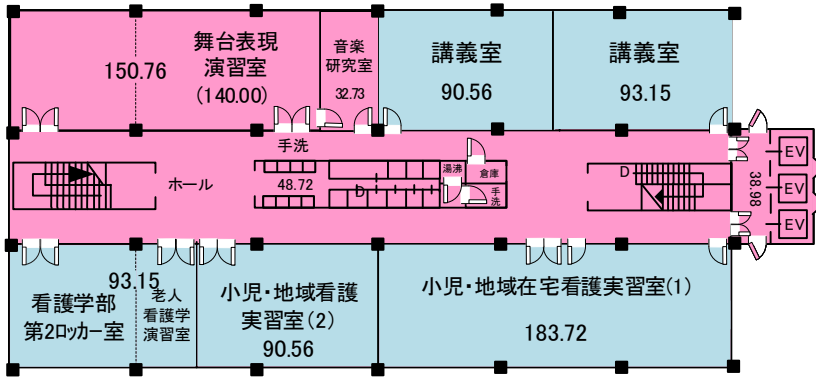 150.76
舞台表現
演習室
(140.00)
音楽
研究室
32.73
講義室
90.56
講義室
93.15
手洗
ホール
48.72
D
湯沸
倉庫
手
洗
D
38.98
EV
EV
EV
93.15
看護学部
第2ロッカー室
老人
看護学
演習室
小児・地域看護
実習室(2)
90.56
小児・地域在宅看護実習室(1)
183.72